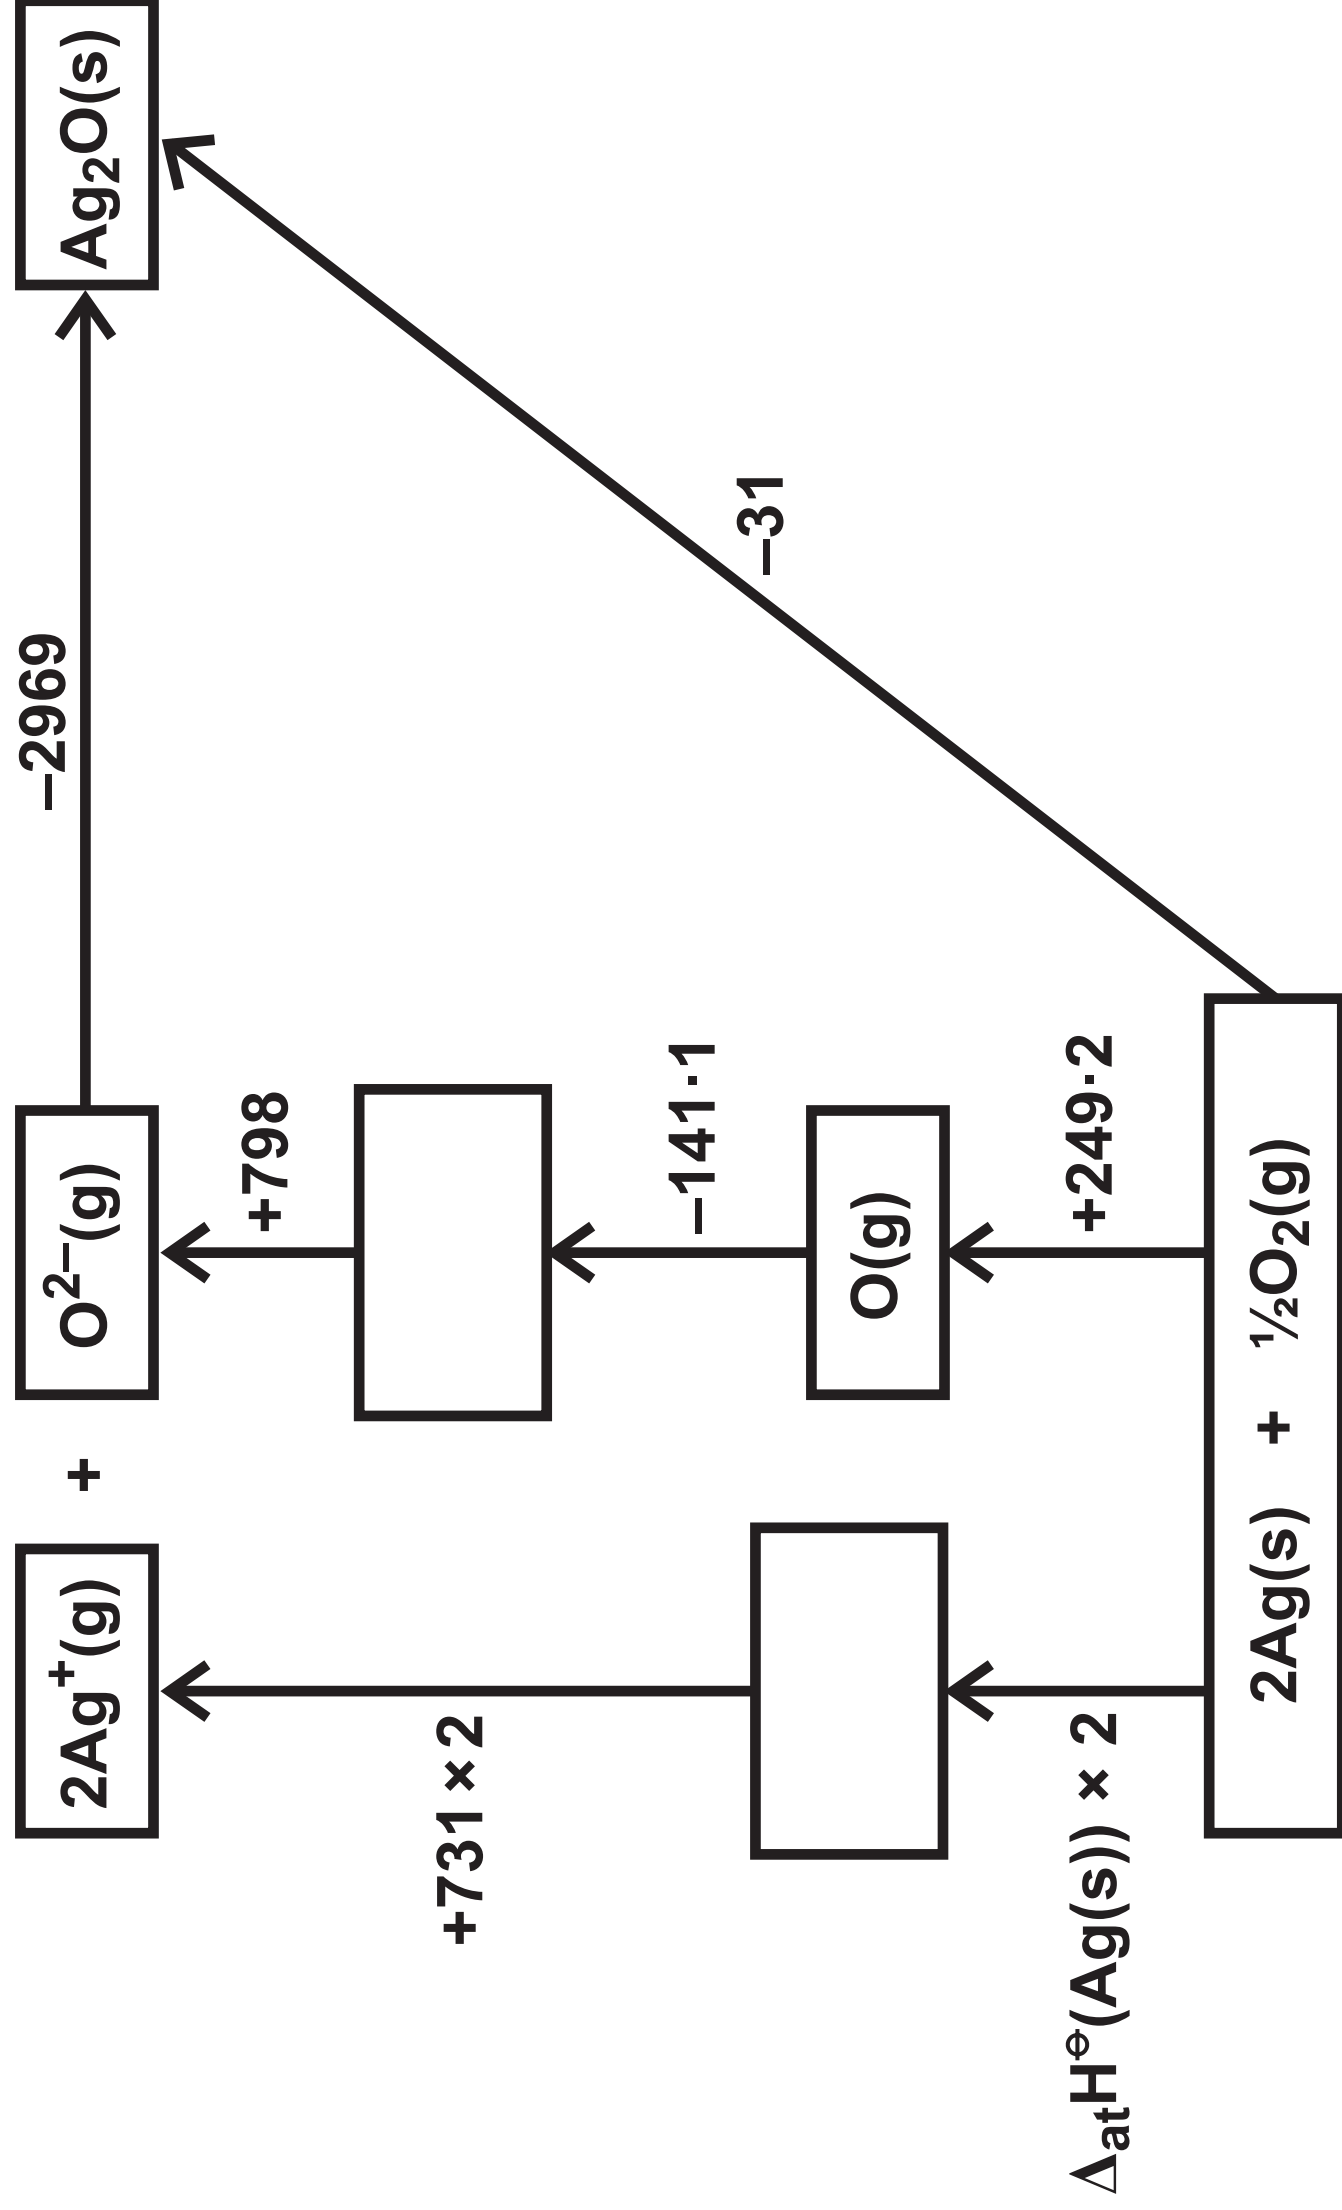 2Ag⁺(g) + O²⁻(g)
Ag₂O(s)
–2969
+798
+731 × 2
–141·1
–31
O(g)
+249·2
ΔₐₜH⦵(Ag(s)) × 2
2Ag(s) + ½O₂(g)